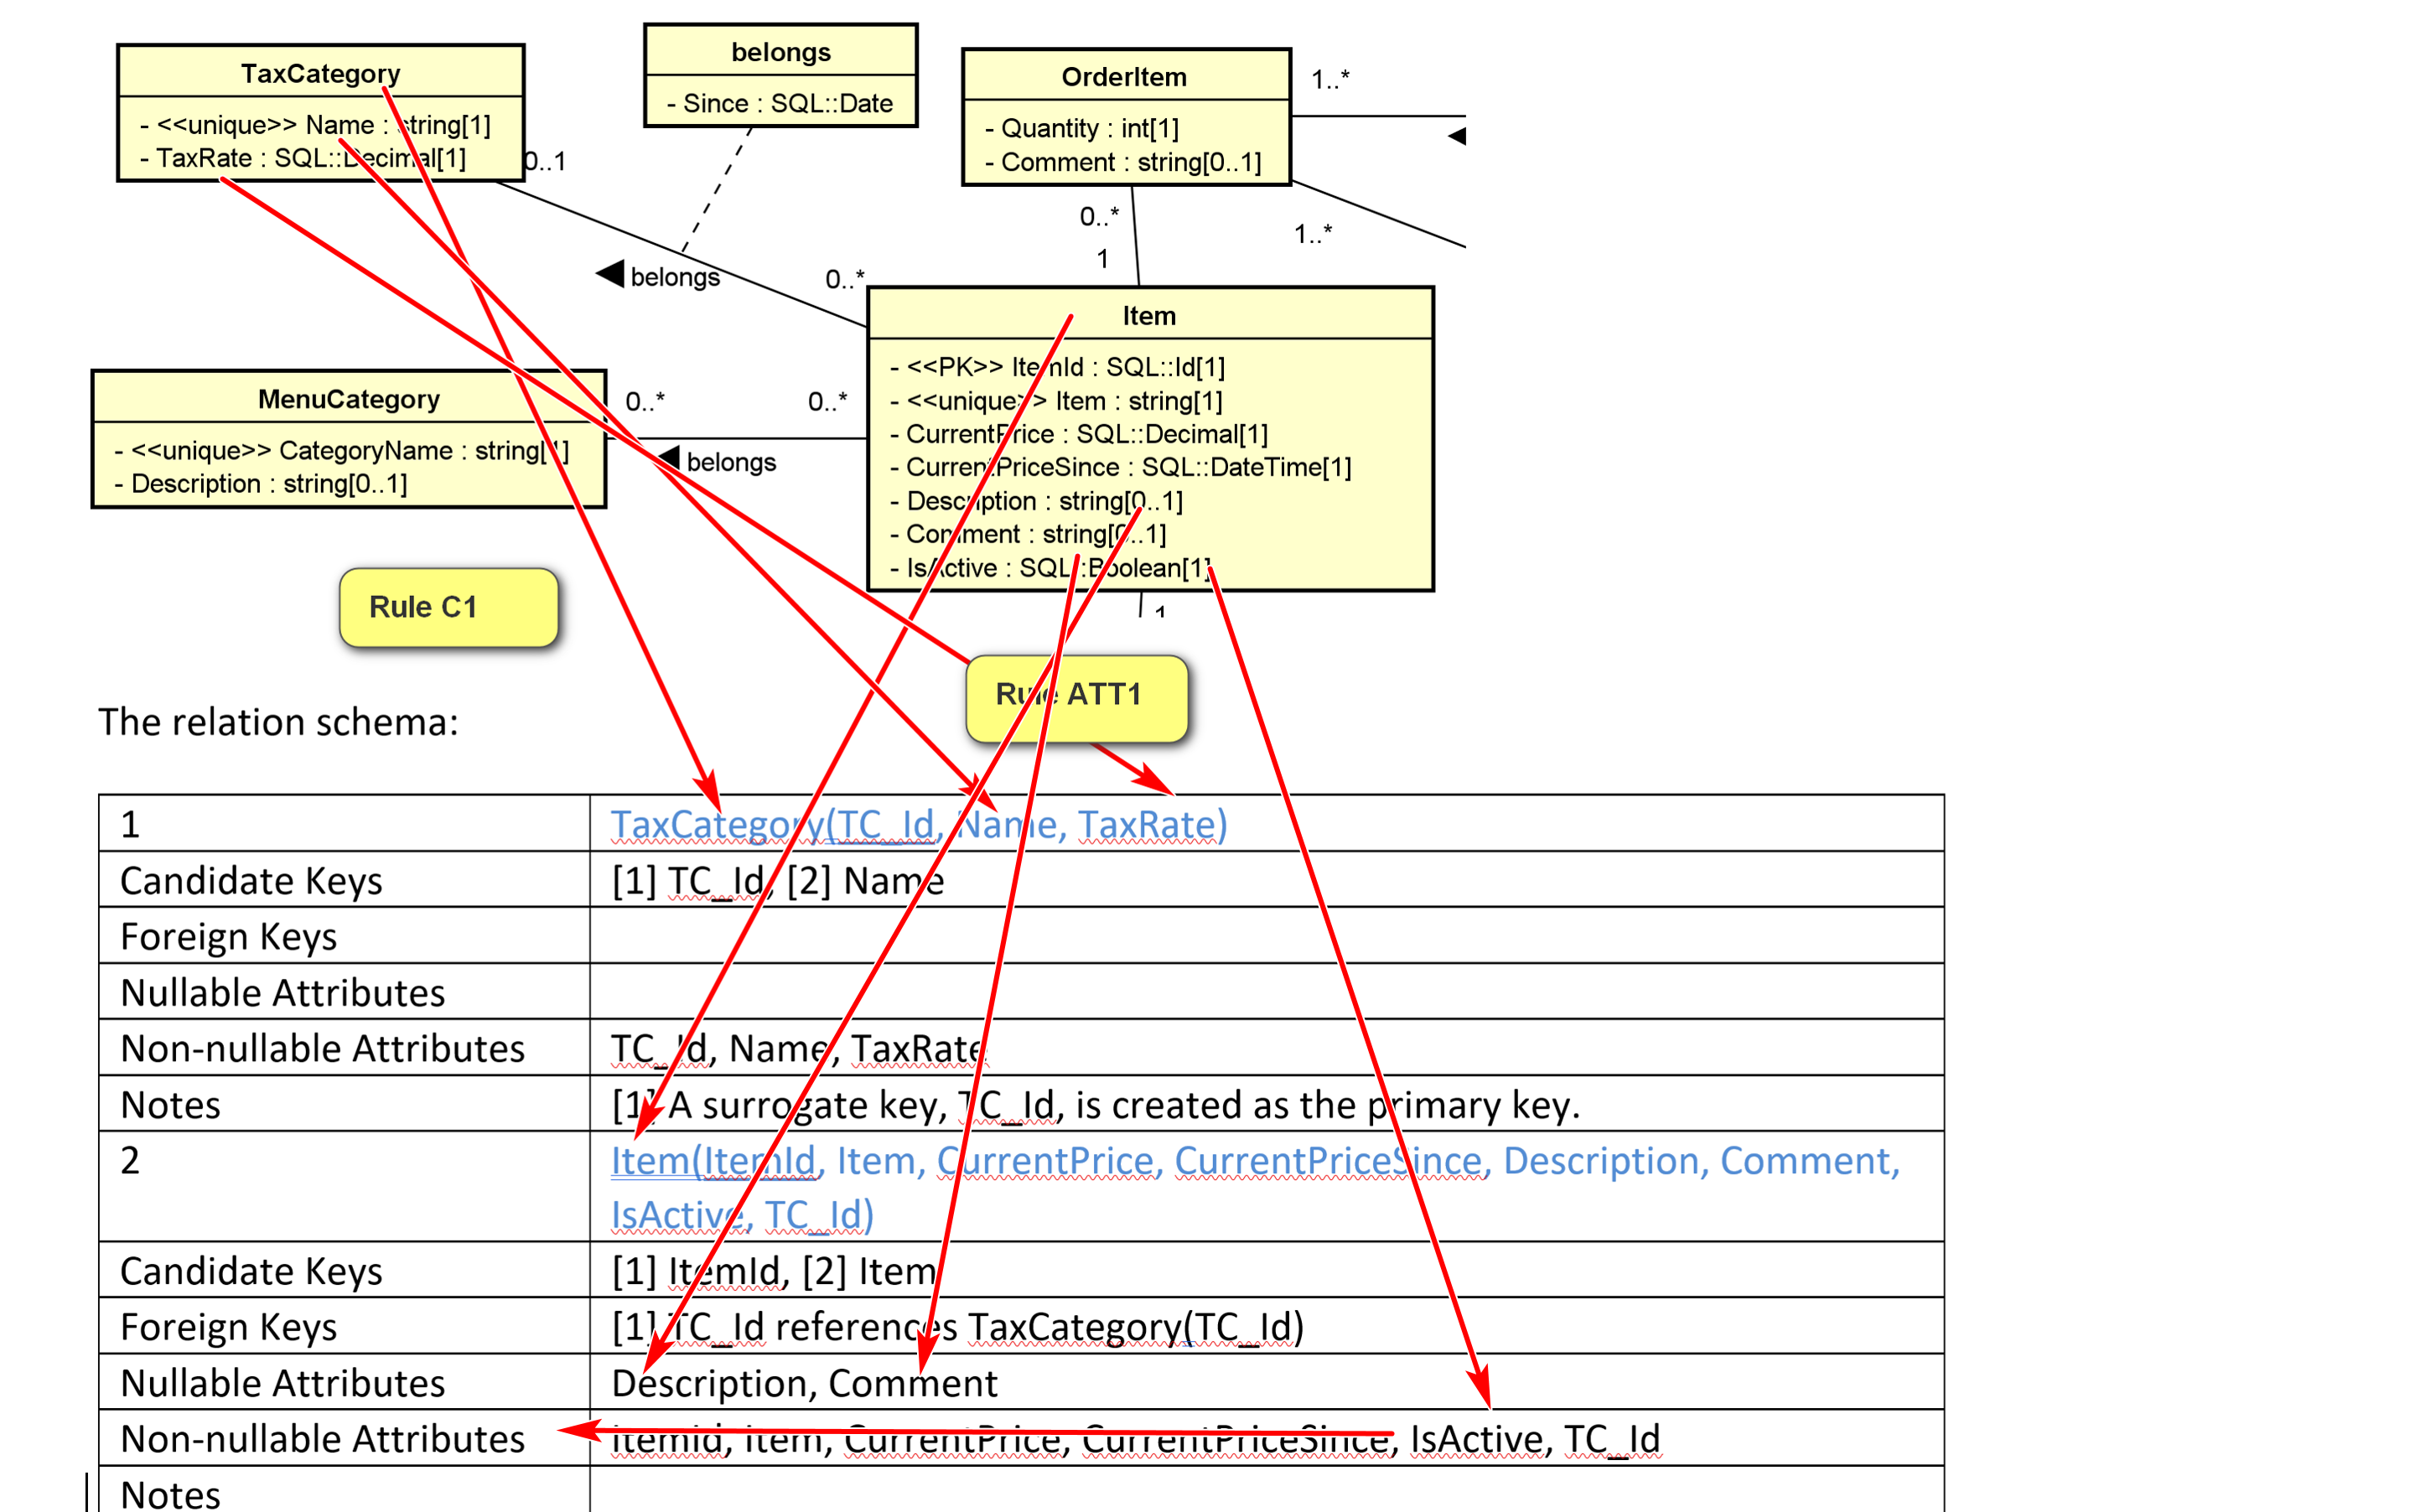 TaxCategory
- <<unique>> Name : string[1]
- TaxRate : SQL::Decimal[1]
0..1
belongs
- Since : SQL::Date
OrderItem
- Quantity : int[1]
- Comment : string[0..1]
1..*
0..*
1
1..*
belongs
0..*
MenuCategory
- <<unique>> CategoryName : string[1]
- Description : string[0..1]
0..*
0..*
belongs
Item
- <<PK>> ItemId : SQL::Id[1]
- <<unique>> Item : string[1]
- CurrentPrice : SQL::Decimal[1]
- CurrentPriceSince : SQL::DateTime[1]
- Description : string[0..1]
- Comment : string[0..1]
- IsActive : SQL::Boolean[1]
1
Rule C1
Rule ATT1
The relation schema:
1 TaxCategory(TC_Id, Name, TaxRate)
Candidate Keys [1] TC_Id, [2] Name
Foreign Keys
Nullable Attributes
Non-nullable Attributes TC_Id, Name, TaxRate
Notes [1] A surrogate key, TC_Id, is created as the primary key.
2 Item(ItemId, Item, CurrentPrice, CurrentPriceSince, Description, Comment,
IsActive, TC_Id)
Candidate Keys [1] ItemId, [2] Item
Foreign Keys [1] TC_Id references TaxCategory(TC_Id)
Nullable Attributes Description, Comment
Non-nullable Attributes ItemId, Item, CurrentPrice, CurrentPriceSince, IsActive, TC_Id
Notes